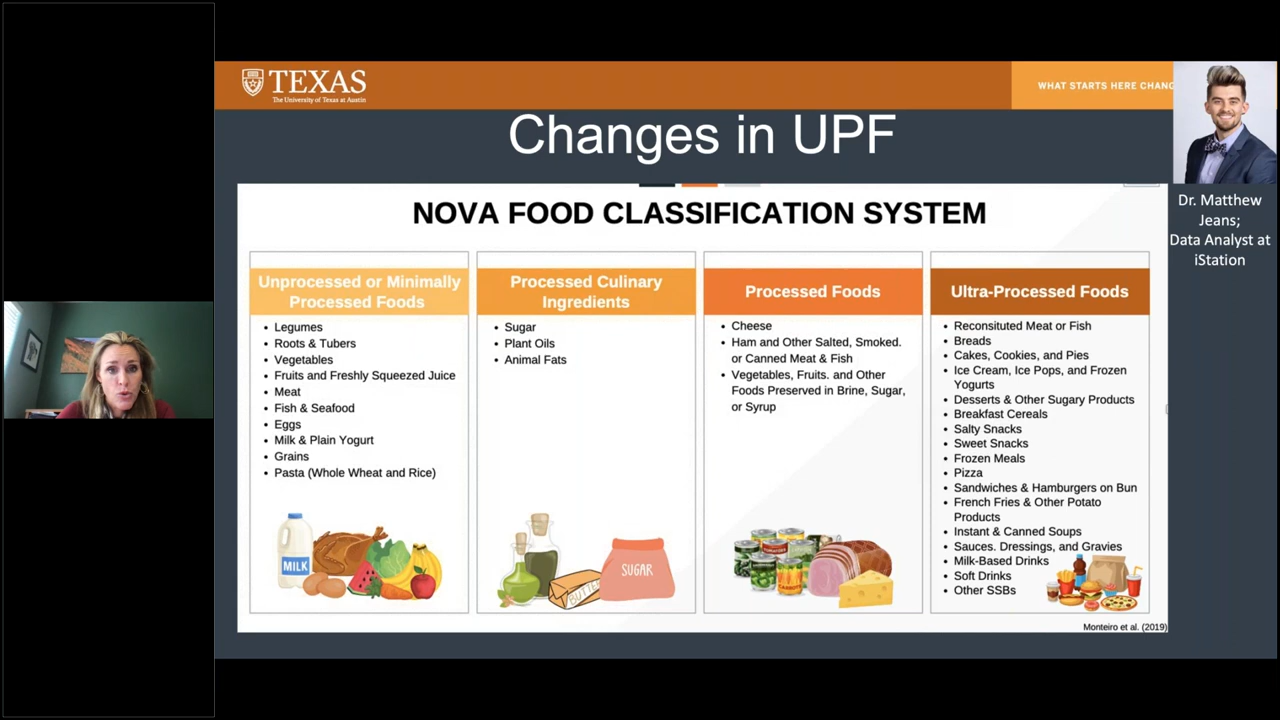 TEXAS
The University of Texas at Austin
WHAT STARTS HERE CHANG
Changes in UPF
Dr. Matthew
Jeans;
Data Analyst at
iStation
NOVA FOOD CLASSIFICATION SYSTEM
Unprocessed or Minimally
Processed Foods
• Legumes
• Roots & Tubers
• Vegetables
• Fruits and Freshly Squeezed Juice
• Meat
• Fish & Seafood
• Eggs
• Milk & Plain Yogurt
• Grains
• Pasta (Whole Wheat and Rice)
MILK
Processed Culinary
Ingredients
• Sugar
• Plant Oils
• Animal Fats
BUTTER
SUGAR
Processed Foods
• Cheese
• Ham and Other Salted, Smoked.
or Canned Meat & Fish
• Vegetables, Fruits. and Other
Foods Preserved in Brine, Sugar,
or Syrup
Ultra-Processed Foods
• Reconsituted Meat or Fish
• Breads
• Cakes, Cookies, and Pies
• Ice Cream, Ice Pops, and Frozen
Yogurts
• Desserts & Other Sugary Products
• Breakfast Cereals
• Salty Snacks
• Sweet Snacks
• Frozen Meals
• Pizza
• Sandwiches & Hamburgers on Bun
• French Fries & Other Potato
Products
• Instant & Canned Soups
• Sauces. Dressings, and Gravies
• Milk-Based Drinks
• Soft Drinks
• Other SSBs
Monteiro et al. (2019)